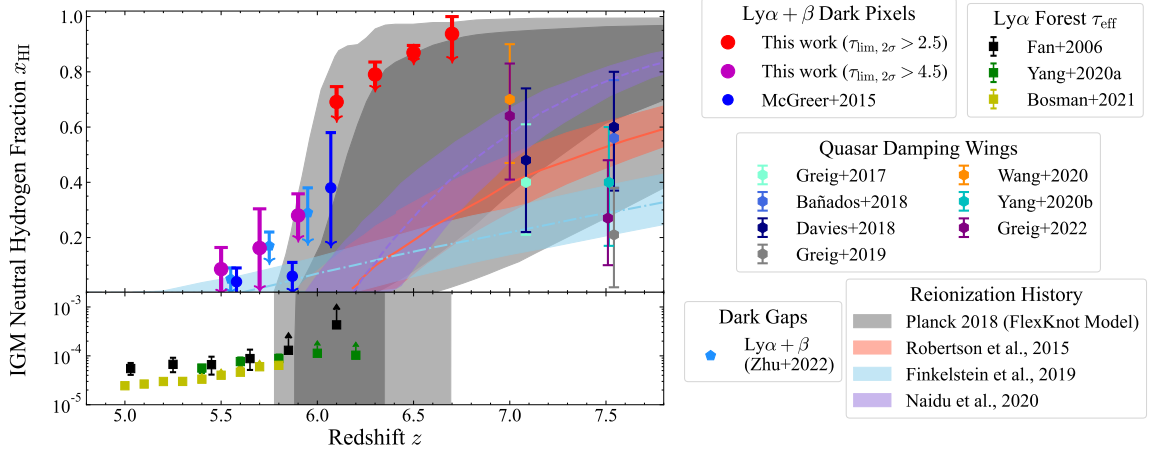 IGM Neutral Hydrogen Fraction x_HI
1.0
0.8
0.6
0.4
0.2
10⁻³
10⁻⁴
10⁻⁵
5.0 5.5 6.0 6.5 7.0 7.5
Redshift z
Lyα + β Dark Pixels
This work (τ_lim, 2σ > 2.5)
This work (τ_lim, 2σ > 4.5)
McGreer+2015
Lyα Forest τ_eff
Fan+2006
Yang+2020a
Bosman+2021
Quasar Damping Wings
Greig+2017
Bañados+2018
Davies+2018
Greig+2019
Wang+2020
Yang+2020b
Greig+2022
Dark Gaps
Lyα + β
(Zhu+2022)
Reionization History
Planck 2018 (FlexKnot Model)
Robertson et al., 2015
Finkelstein et al., 2019
Naidu et al., 2020